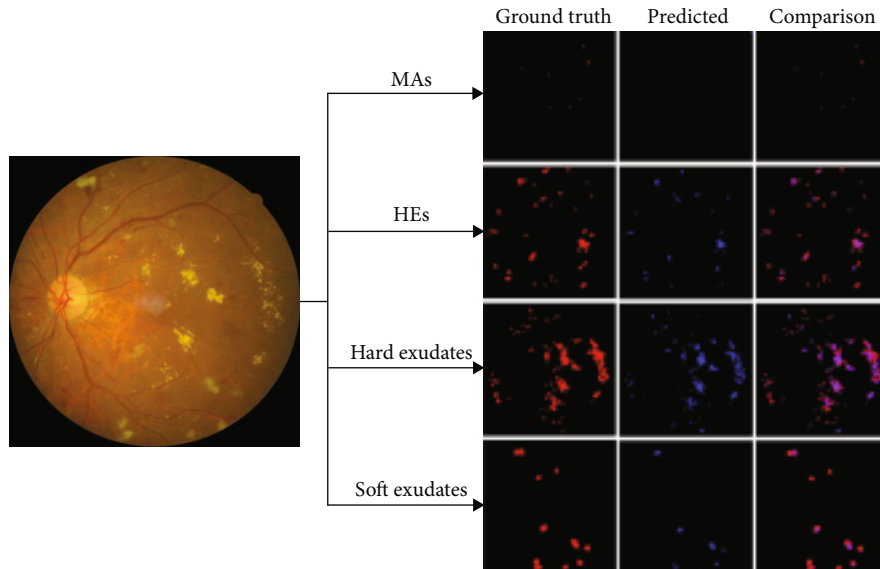 Ground truth Predicted Comparison
MAs
HEs
Hard exudates
Soft exudates